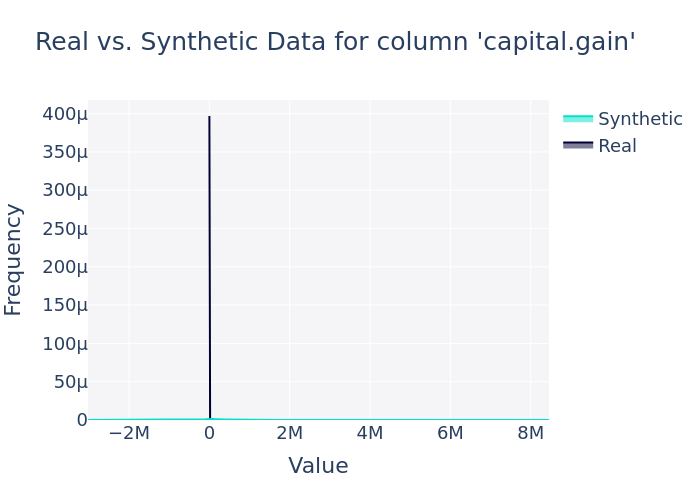 Real vs. Synthetic Data for column 'capital.gain'
Synthetic
Real
Frequency
400µ
350µ
300µ
250µ
200µ
150µ
100µ
50µ
0
−2M 0 2M 4M 6M 8M
Value